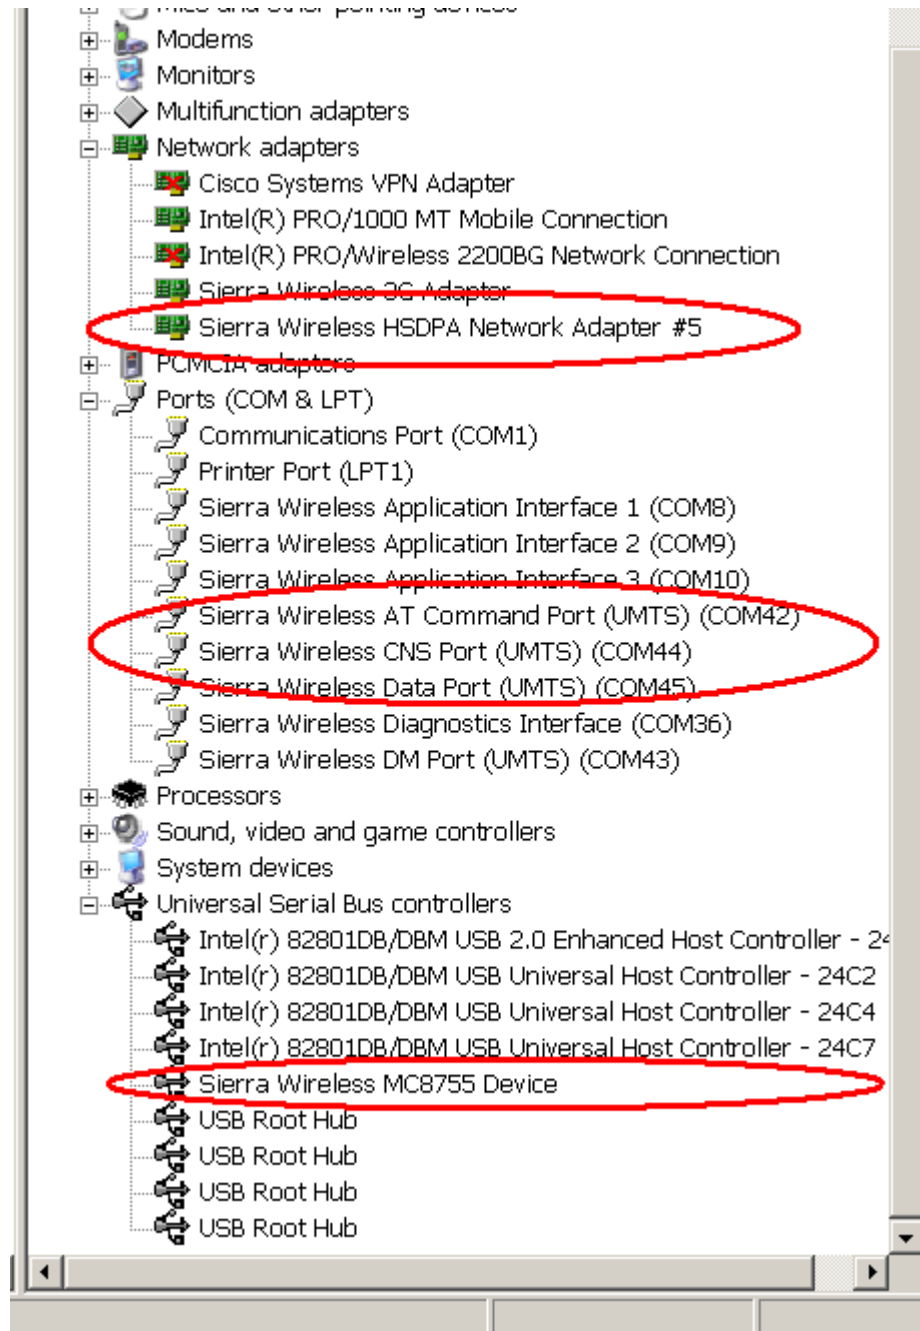 Mice and other pointing devices
Modems
Monitors
Multifunction adapters
Network adapters
Cisco Systems VPN Adapter
Intel(R) PRO/1000 MT Mobile Connection
Intel(R) PRO/Wireless 2200BG Network Connection
Sierra Wireless 3G Adapter
Sierra Wireless HSDPA Network Adapter #5
PCMCIA adapters
Ports (COM & LPT)
Communications Port (COM1)
Printer Port (LPT1)
Sierra Wireless Application Interface 1 (COM8)
Sierra Wireless Application Interface 2 (COM9)
Sierra Wireless Application Interface 3 (COM10)
Sierra Wireless AT Command Port (UMTS) (COM42)
Sierra Wireless CNS Port (UMTS) (COM44)
Sierra Wireless Data Port (UMTS) (COM45)
Sierra Wireless Diagnostics Interface (COM36)
Sierra Wireless DM Port (UMTS) (COM43)
Processors
Sound, video and game controllers
System devices
Universal Serial Bus controllers
Intel(r) 82801DB/DBM USB 2.0 Enhanced Host Controller - 24
Intel(r) 82801DB/DBM USB Universal Host Controller - 24C2
Intel(r) 82801DB/DBM USB Universal Host Controller - 24C4
Intel(r) 82801DB/DBM USB Universal Host Controller - 24C7
Sierra Wireless MC8755 Device
USB Root Hub
USB Root Hub
USB Root Hub
USB Root Hub